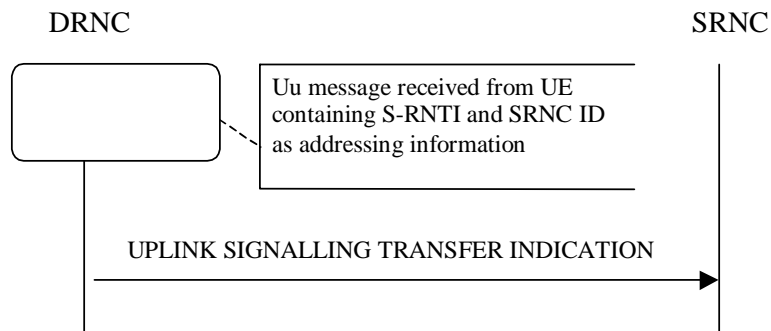 DRNC SRNC
Uu message received from UE
containing S-RNTI and SRNC ID
as addressing information
UPLINK SIGNALLING TRANSFER INDICATION